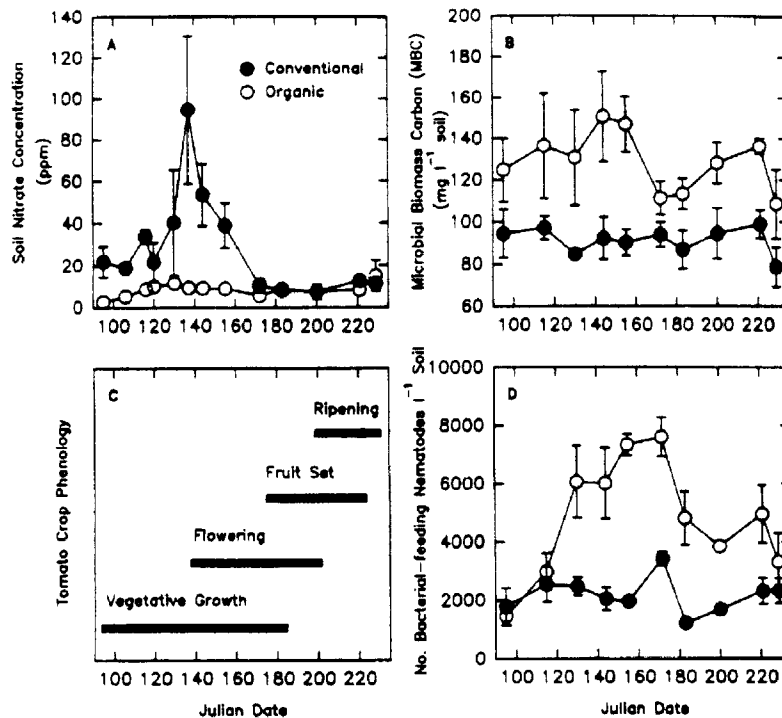 A
Conventional
Organic
Soil Nitrate Concentration
(ppm)
140
120
100
80
60
40
20
0
100 120 140 160 180 200 220
B
Microbial Biomass Carbon (MBC)
(mg l⁻¹ soil)
200
180
160
140
120
100
80
60
100 120 140 160 180 200 220
C
Tomato Crop Phenology
Ripening
Fruit Set
Flowering
Vegetative Growth
100 120 140 160 180 200 220
Julian Date
D
No. Bacterial-feeding Nematodes l⁻¹ Soil
10000
8000
6000
4000
2000
0
100 120 140 160 180 200 220
Julian Date